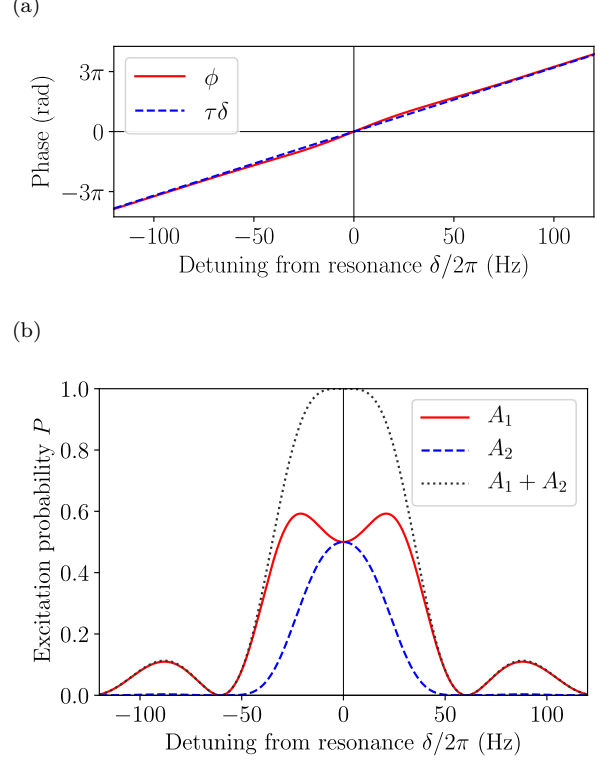 (a)
3π
0
−3π
Phase (rad)
ϕ
τδ
−100
−50
0
50
100
Detuning from resonance δ/2π (Hz)
(b)
1.0
0.8
0.6
0.4
0.2
0.0
Excitation probability P
A₁
A₂
A₁ + A₂
−100
−50
0
50
100
Detuning from resonance δ/2π (Hz)